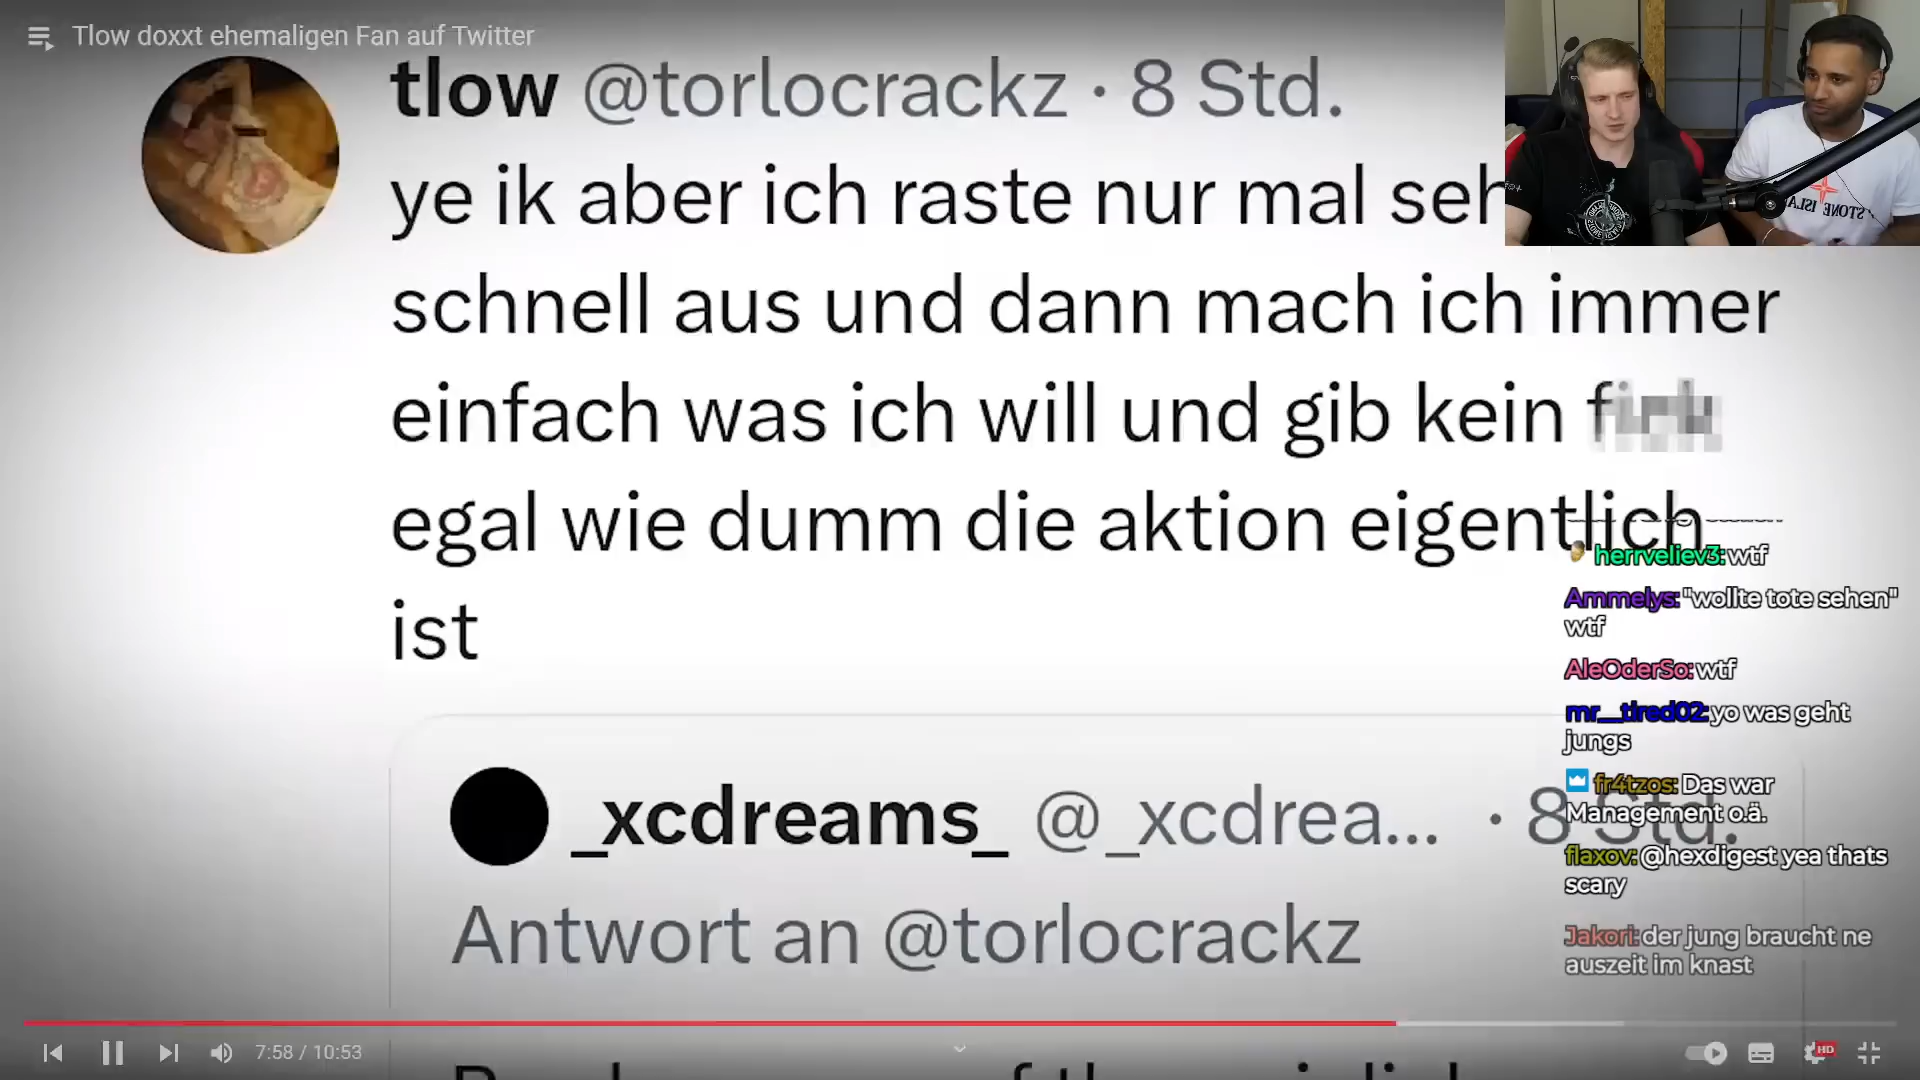 Tlow doxxt ehemaligen Fan auf Twitter
tlow @torlocrackz · 8 Std.
ye ik aber ich raste nur mal seh
schnell aus und dann mach ich immer
einfach was ich will und gib kein
egal wie dumm die aktion eigentlich
ist
_xcdreams_ @_xcdrea... · 8 Std.
Antwort an @torlocrackz
STONE ISLA
herrveliev3: wtf
Ammelys: "wollte tote sehen"
wtf
AleOderSo: wtf
mr__tired02: yo was geht
jungs
fr4tzos: Das war
Management o.ä.
flaxov: @hexdigest yea thats
scary
Jakori: der jung braucht ne
auszeit im knast
7:58 / 10:53
HD